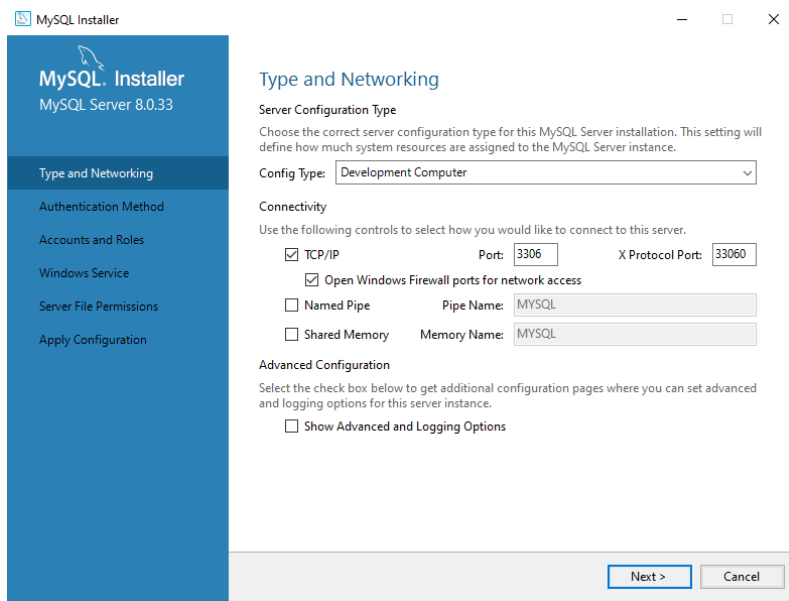 MySQL Installer
MySQL. Installer
MySQL Server 8.0.33
Type and Networking
Authentication Method
Accounts and Roles
Windows Service
Server File Permissions
Apply Configuration
Type and Networking
Server Configuration Type
Choose the correct server configuration type for this MySQL Server installation. This setting will
define how much system resources are assigned to the MySQL Server instance.
Config Type: Development Computer
Connectivity
Use the following controls to select how you would like to connect to this server.
TCP/IP Port: 3306 X Protocol Port: 33060
Open Windows Firewall ports for network access
Named Pipe Pipe Name: MYSQL
Shared Memory Memory Name: MYSQL
Advanced Configuration
Select the check box below to get additional configuration pages where you can set advanced
and logging options for this server instance.
Show Advanced and Logging Options
Next > Cancel